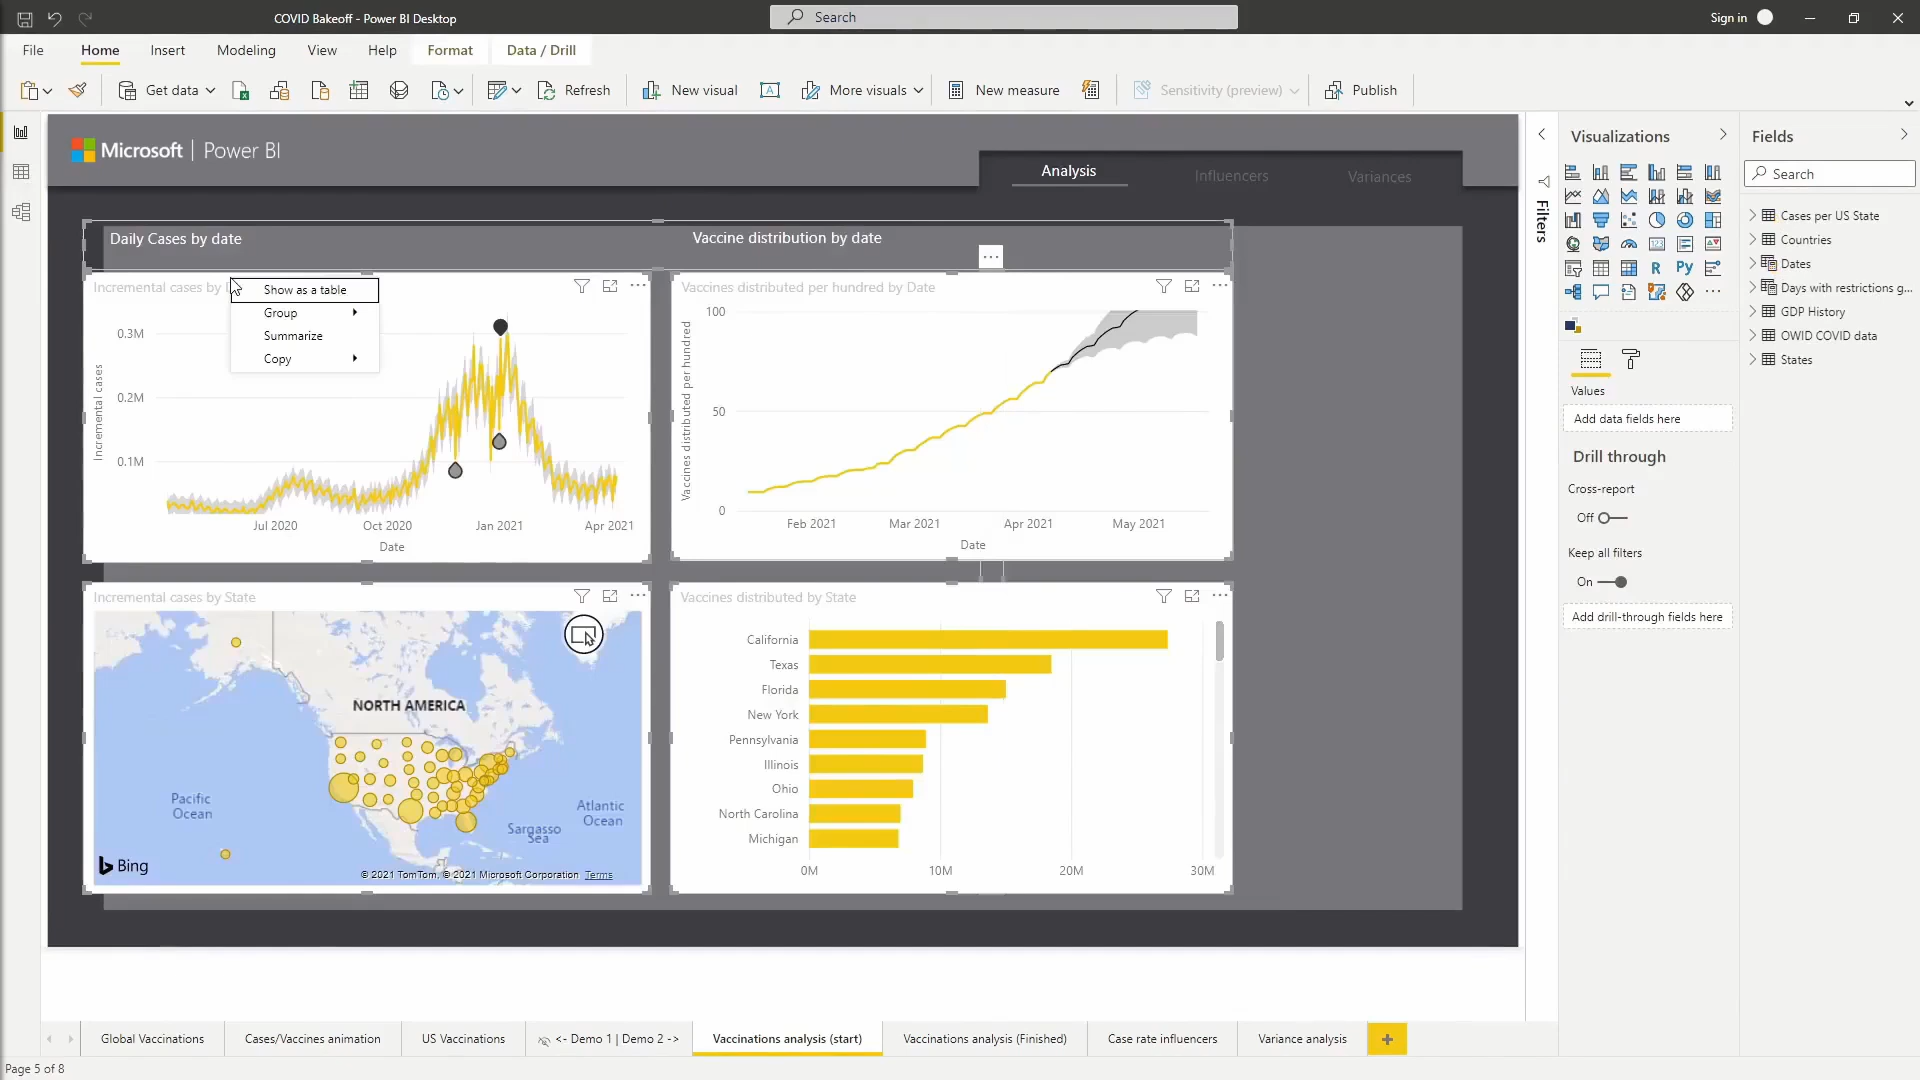 COVID Bakeoff - Power BI Desktop
Search
Sign in
File
Home
Insert
Modeling
View
Help
Format
Data / Drill
Get data
Refresh
New visual
More visuals
New measure
Sensitivity (preview)
Publish
Microsoft | Power BI
Analysis
Influencers
Variances
Daily Cases by date
Vaccine distribution by date
Incremental cases by
Show as a table
Group
Summarize
Copy
0.3M
0.2M
0.1M
Incremental cases
Jul 2020
Oct 2020
Jan 2021
Apr 2021
Date
Vaccines distributed per hundred by Date
100
50
0
Vaccines distributed per hundred
Feb 2021
Mar 2021
Apr 2021
May 2021
Date
Incremental cases by State
NORTH AMERICA
Pacific
Ocean
Atlantic
Ocean
Sargasso
Sea
Bing
© 2021 TomTom, © 2021 Microsoft Corporation Terms
Vaccines distributed by State
California
Texas
Florida
New York
Pennsylvania
Illinois
Ohio
North Carolina
Michigan
0M
10M
20M
30M
Filters
Visualizations
R
Py
123
Values
Add data fields here
Drill through
Cross-report
Off
Keep all filters
On
Add drill-through fields here
Fields
Search
Cases per US State
Countries
Dates
Days with restrictions g...
GDP History
OWID COVID data
States
Global Vaccinations
Cases/Vaccines animation
US Vaccinations
<- Demo 1 | Demo 2 ->
Vaccinations analysis (start)
Vaccinations analysis (Finished)
Case rate influencers
Variance analysis
+
Page 5 of 8